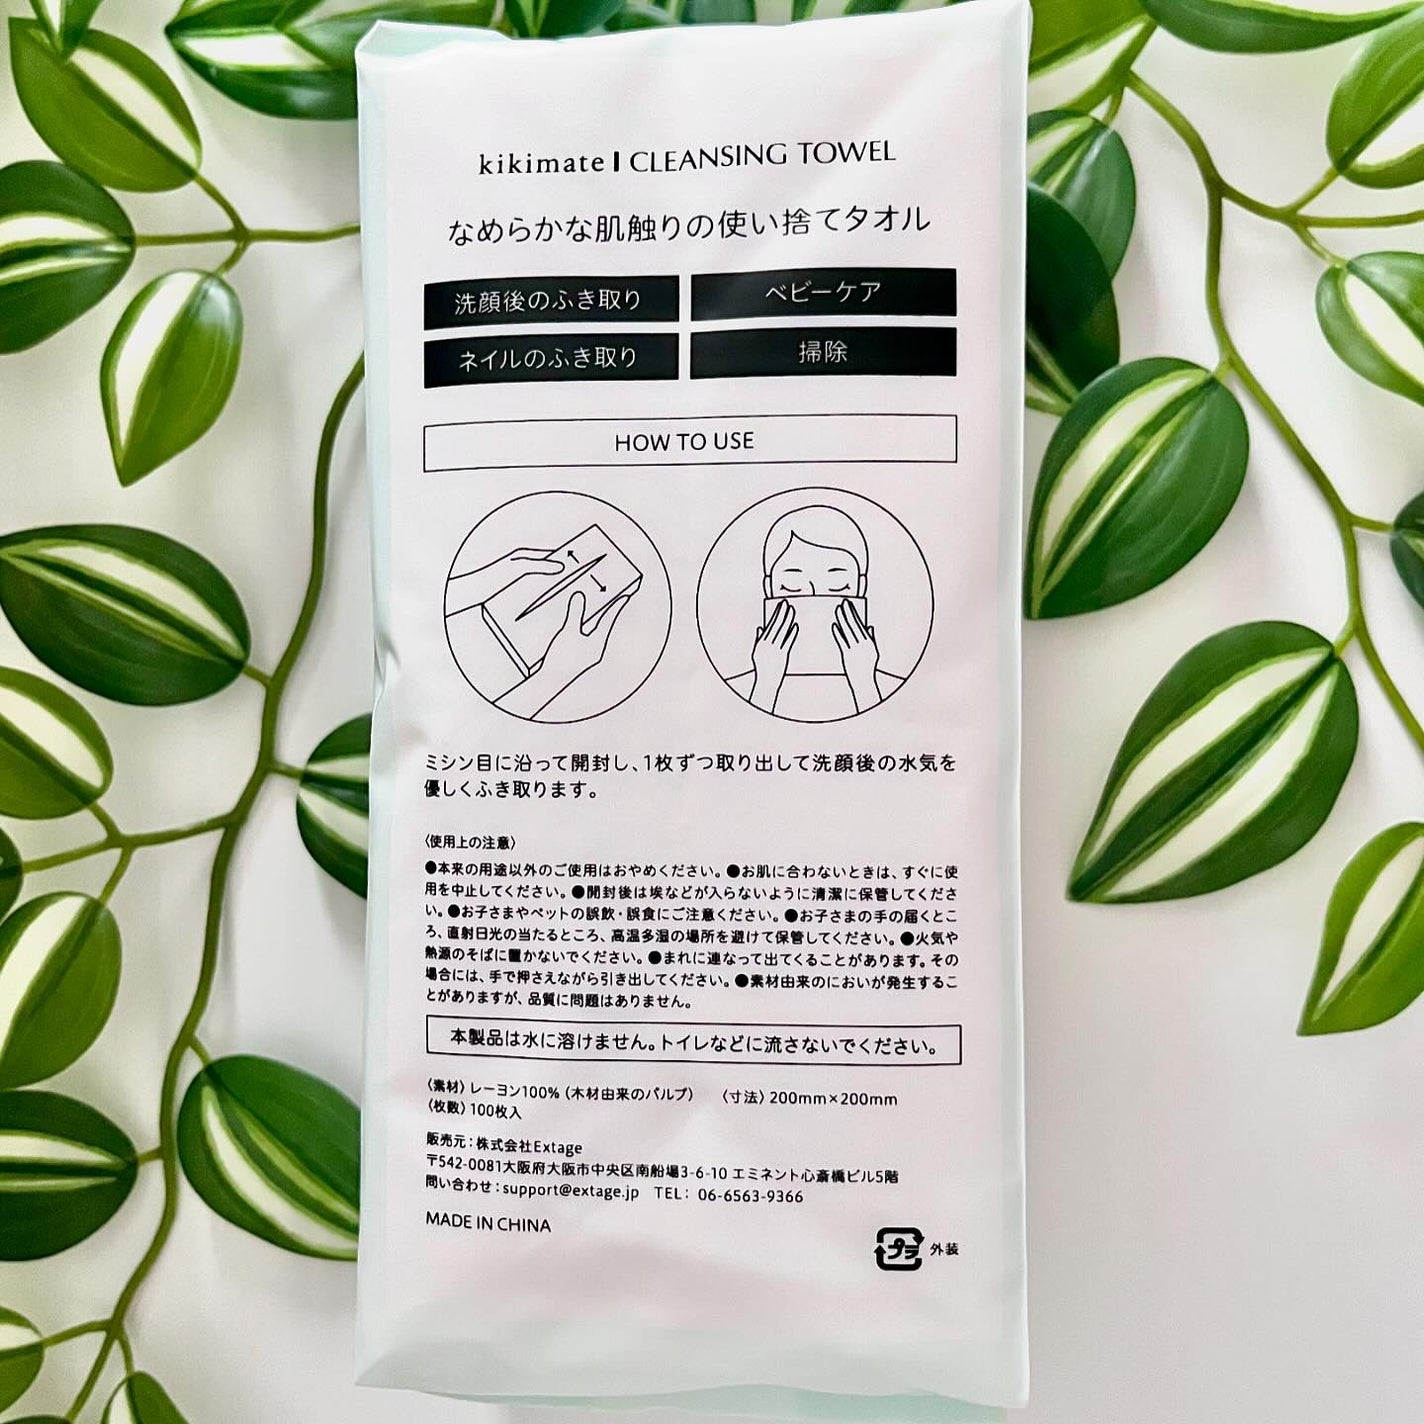 kikimate | CLEANSING TOWEL
なめらかな肌触りの使い捨てタオル
洗顔後のふき取り
ベビーケア
ネイルのふき取り
掃除
HOW TO USE
ミシン目に沿って開封し、1枚ずつ取り出して洗顔後の水気を
優しくふき取ります。
〈使用上の注意〉
●本来の用途以外のご使用はおやめください。●お肌に合わないときは、すぐに使
用を中止してください。●開封後は埃などが入らないように清潔に保管してくださ
い。●お子さまやペットの誤飲・誤食にご注意ください。●お子さまの手の届くとこ
ろ、直射日光の当たるところ、高温多湿の場所を避けて保管してください。●火気や
熱源のそばに置かないでください。●まれに連なって出てくることがあります。その
場合には、手で押さえながら引き出してください。●素材由来のにおいが発生するこ
とがありますが、品質に問題はありません。
本製品は水に溶けません。トイレなどに流さないでください。
〈素材〉レーヨン100%（木材由来のパルプ） 〈寸法〉200mm×200mm
〈枚数〉100枚入
販売元：株式会社Extage
〒542-0081大阪府大阪市中央区南船場3-6-10 エミネント心斎橋ビル5階
問い合わせ：support@extage.jp TEL： 06-6563-9366
MADE IN CHINA
プラ 外装